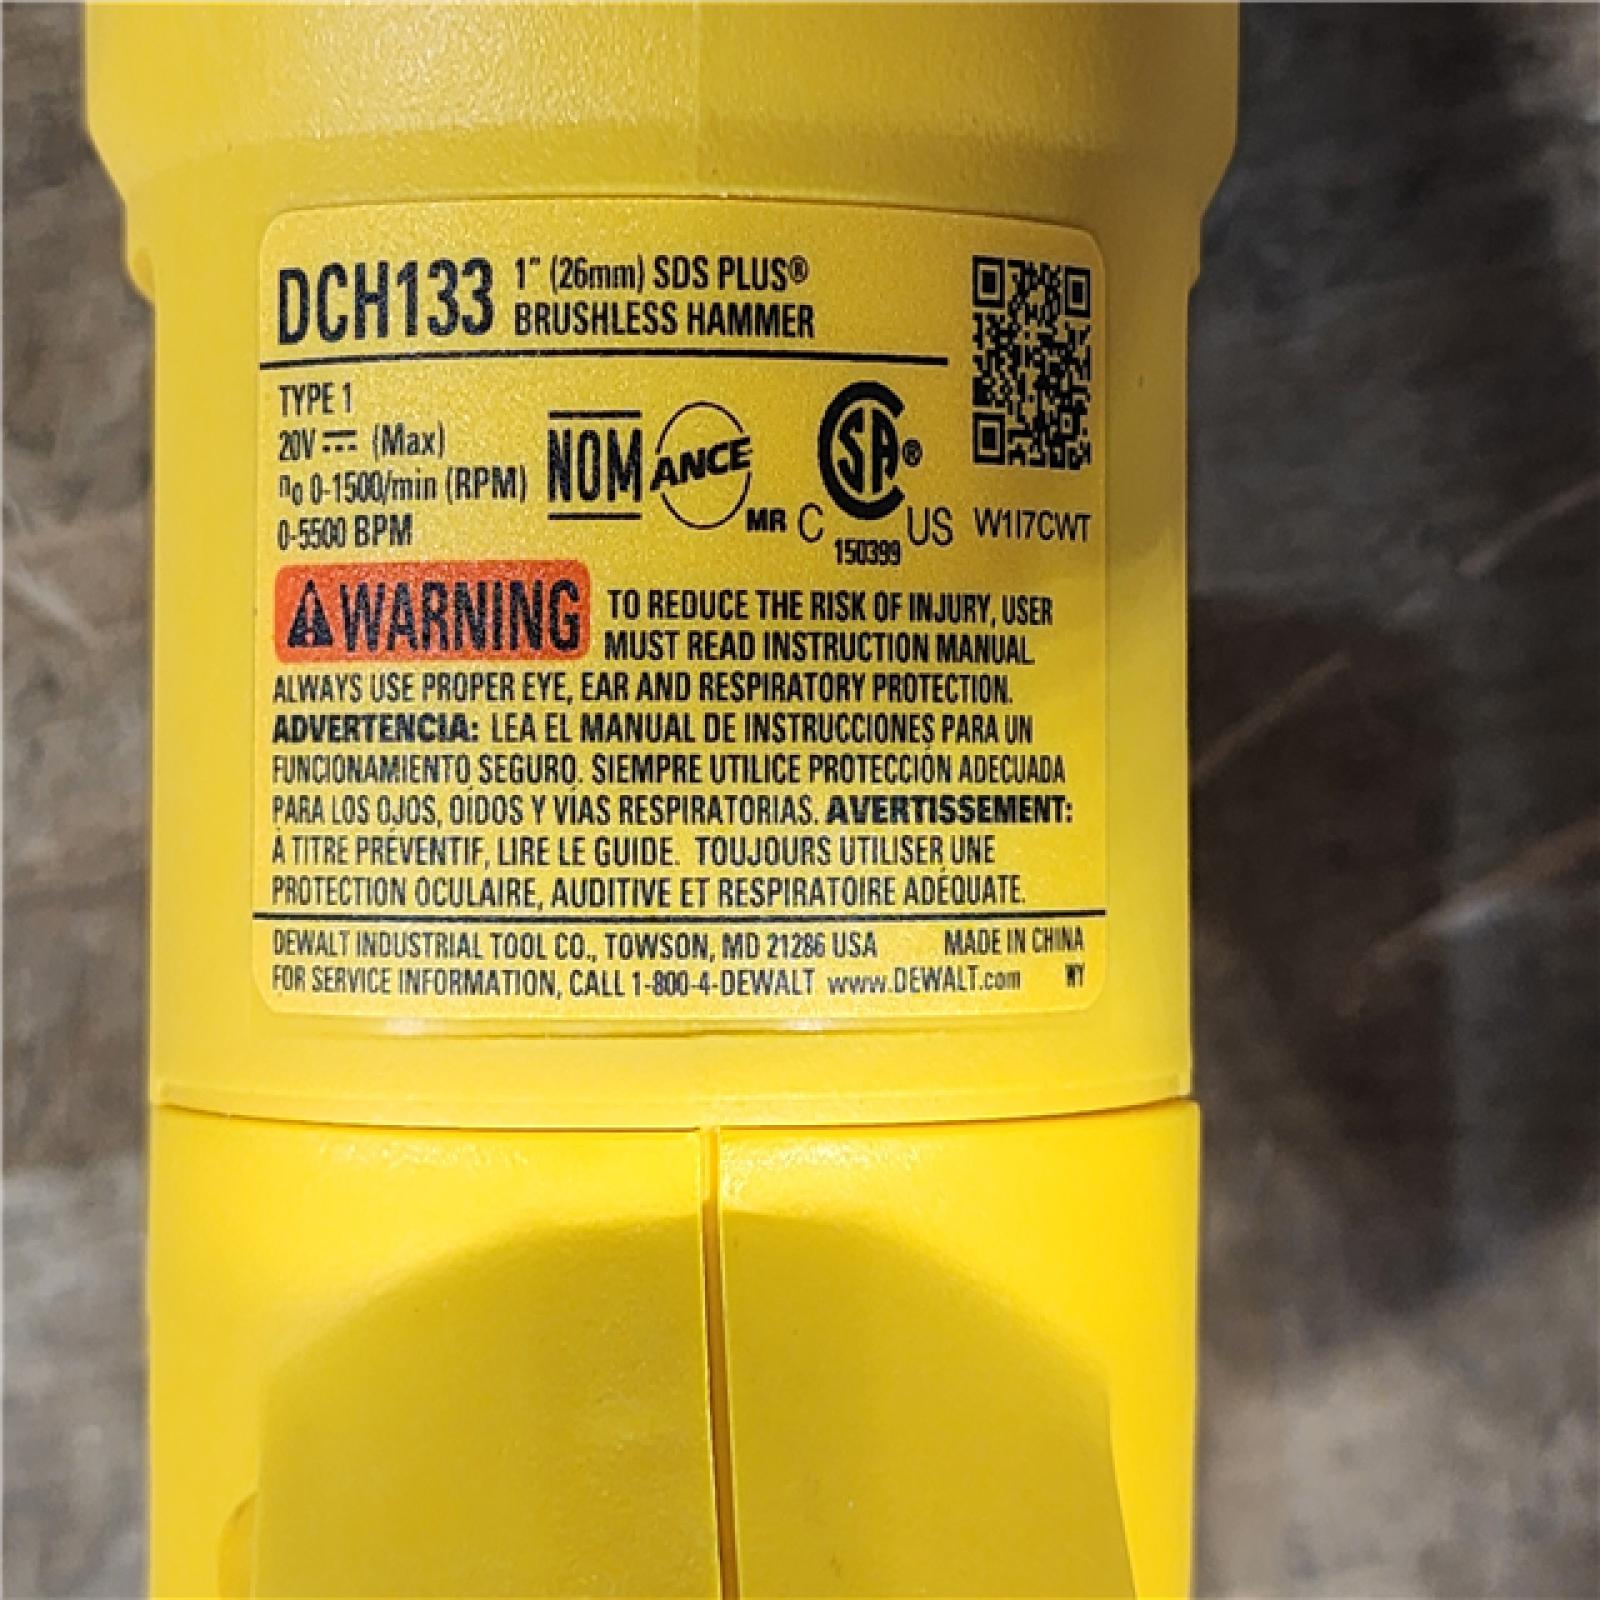 DCH133 1" (26mm) SDS PLUS®
BRUSHLESS HAMMER
TYPE 1
20V ⎓ (Max)
n₀ 0-1500/min (RPM)
0-5500 BPM
NOM ANCE MR
C SA® US
150399
W1I7CWT
WARNING TO REDUCE THE RISK OF INJURY, USER
MUST READ INSTRUCTION MANUAL.
ALWAYS USE PROPER EYE, EAR AND RESPIRATORY PROTECTION.
ADVERTENCIA: LEA EL MANUAL DE INSTRUCCIONES PARA UN
FUNCIONAMIENTO SEGURO. SIEMPRE UTILICE PROTECCIÓN ADECUADA
PARA LOS OJOS, OÍDOS Y VÍAS RESPIRATORIAS. AVERTISSEMENT:
À TITRE PRÉVENTIF, LIRE LE GUIDE. TOUJOURS UTILISER UNE
PROTECTION OCULAIRE, AUDITIVE ET RESPIRATOIRE ADÉQUATE.
DEWALT INDUSTRIAL TOOL CO., TOWSON, MD 21286 USA MADE IN CHINA
FOR SERVICE INFORMATION, CALL 1-800-4-DEWALT www.DEWALT.com WY